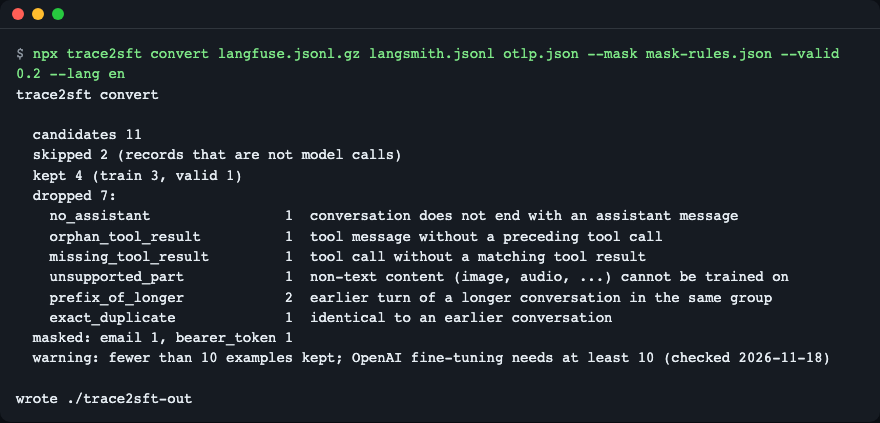 $ npx trace2sft convert langfuse.jsonl.gz langsmith.jsonl otlp.json --mask mask-rules.json --valid
0.2 --lang en
trace2sft convert
candidates 11
skipped 2 (records that are not model calls)
kept 4 (train 3, valid 1)
dropped 7:
no_assistant 1 conversation does not end with an assistant message
orphan_tool_result 1 tool message without a preceding tool call
missing_tool_result 1 tool call without a matching tool result
unsupported_part 1 non-text content (image, audio, ...) cannot be trained on
prefix_of_longer 2 earlier turn of a longer conversation in the same group
exact_duplicate 1 identical to an earlier conversation
masked: email 1, bearer_token 1
warning: fewer than 10 examples kept; OpenAI fine-tuning needs at least 10 (checked 2026-11-18)
wrote ./trace2sft-out